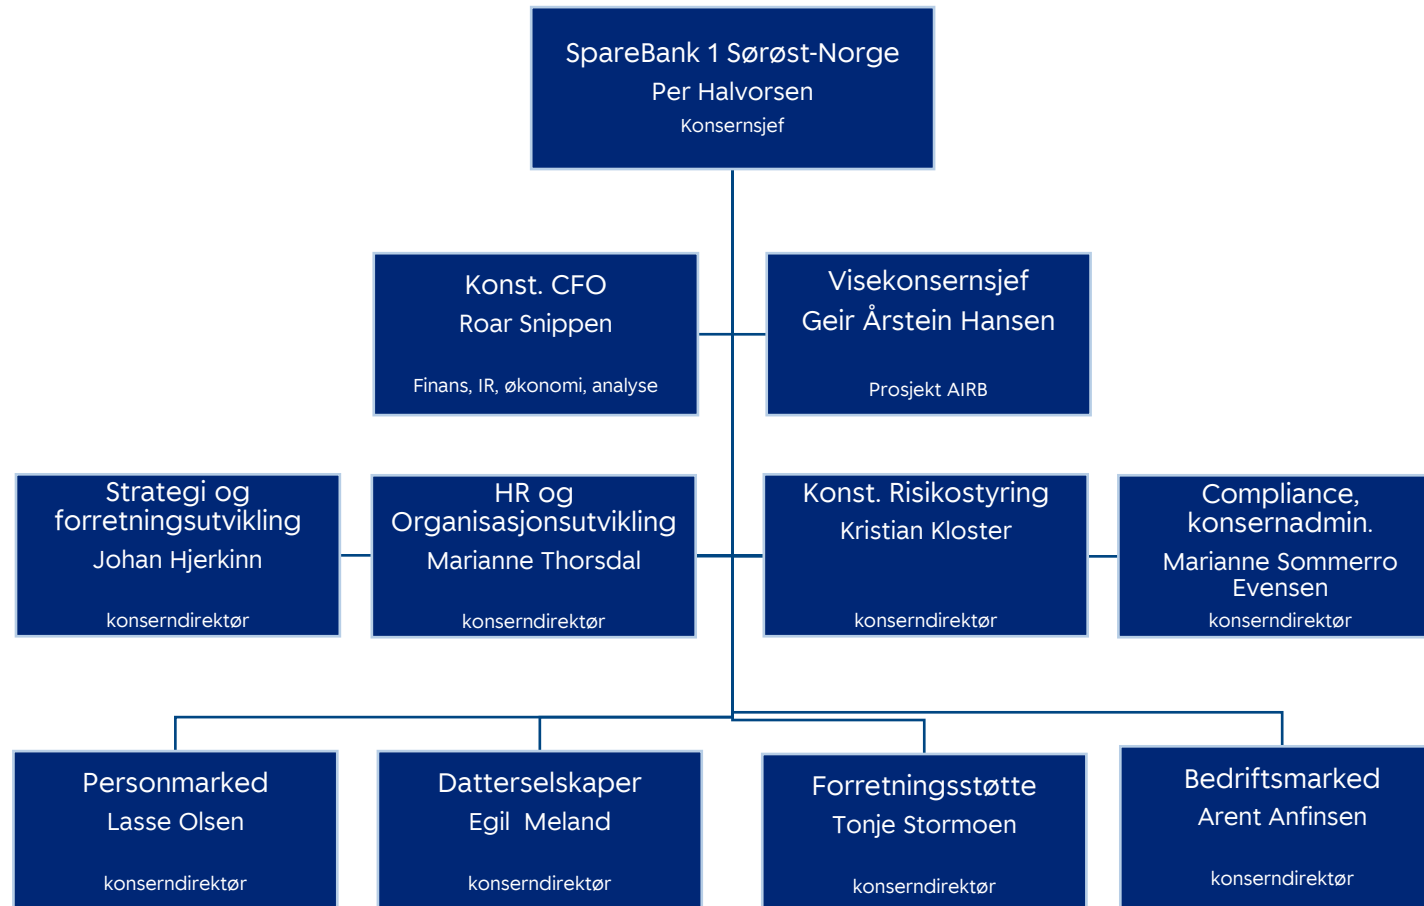 SpareBank 1 Sørøst-Norge
Per Halvorsen
Konsernsjef
Konst. CFO
Roar Snippen
Finans, IR, økonomi, analyse
Visekonsernsjef
Geir Årstein Hansen
Prosjekt AIRB
Strategi og
forretningsutvikling
Johan Hjerkinn
konserndirektør
HR og
Organisasjonsutvikling
Marianne Thorsdal
konserndirektør
Konst. Risikostyring
Kristian Kloster
konserndirektør
Compliance,
konsernadmin.
Marianne Sommerro
Evensen
konserndirektør
Personmarked
Lasse Olsen
konserndirektør
Datterselskaper
Egil  Meland
konserndirektør
Forretningsstøtte
Tonje Stormoen
konserndirektør
Bedriftsmarked
Arent Anfinsen
konserndirektør